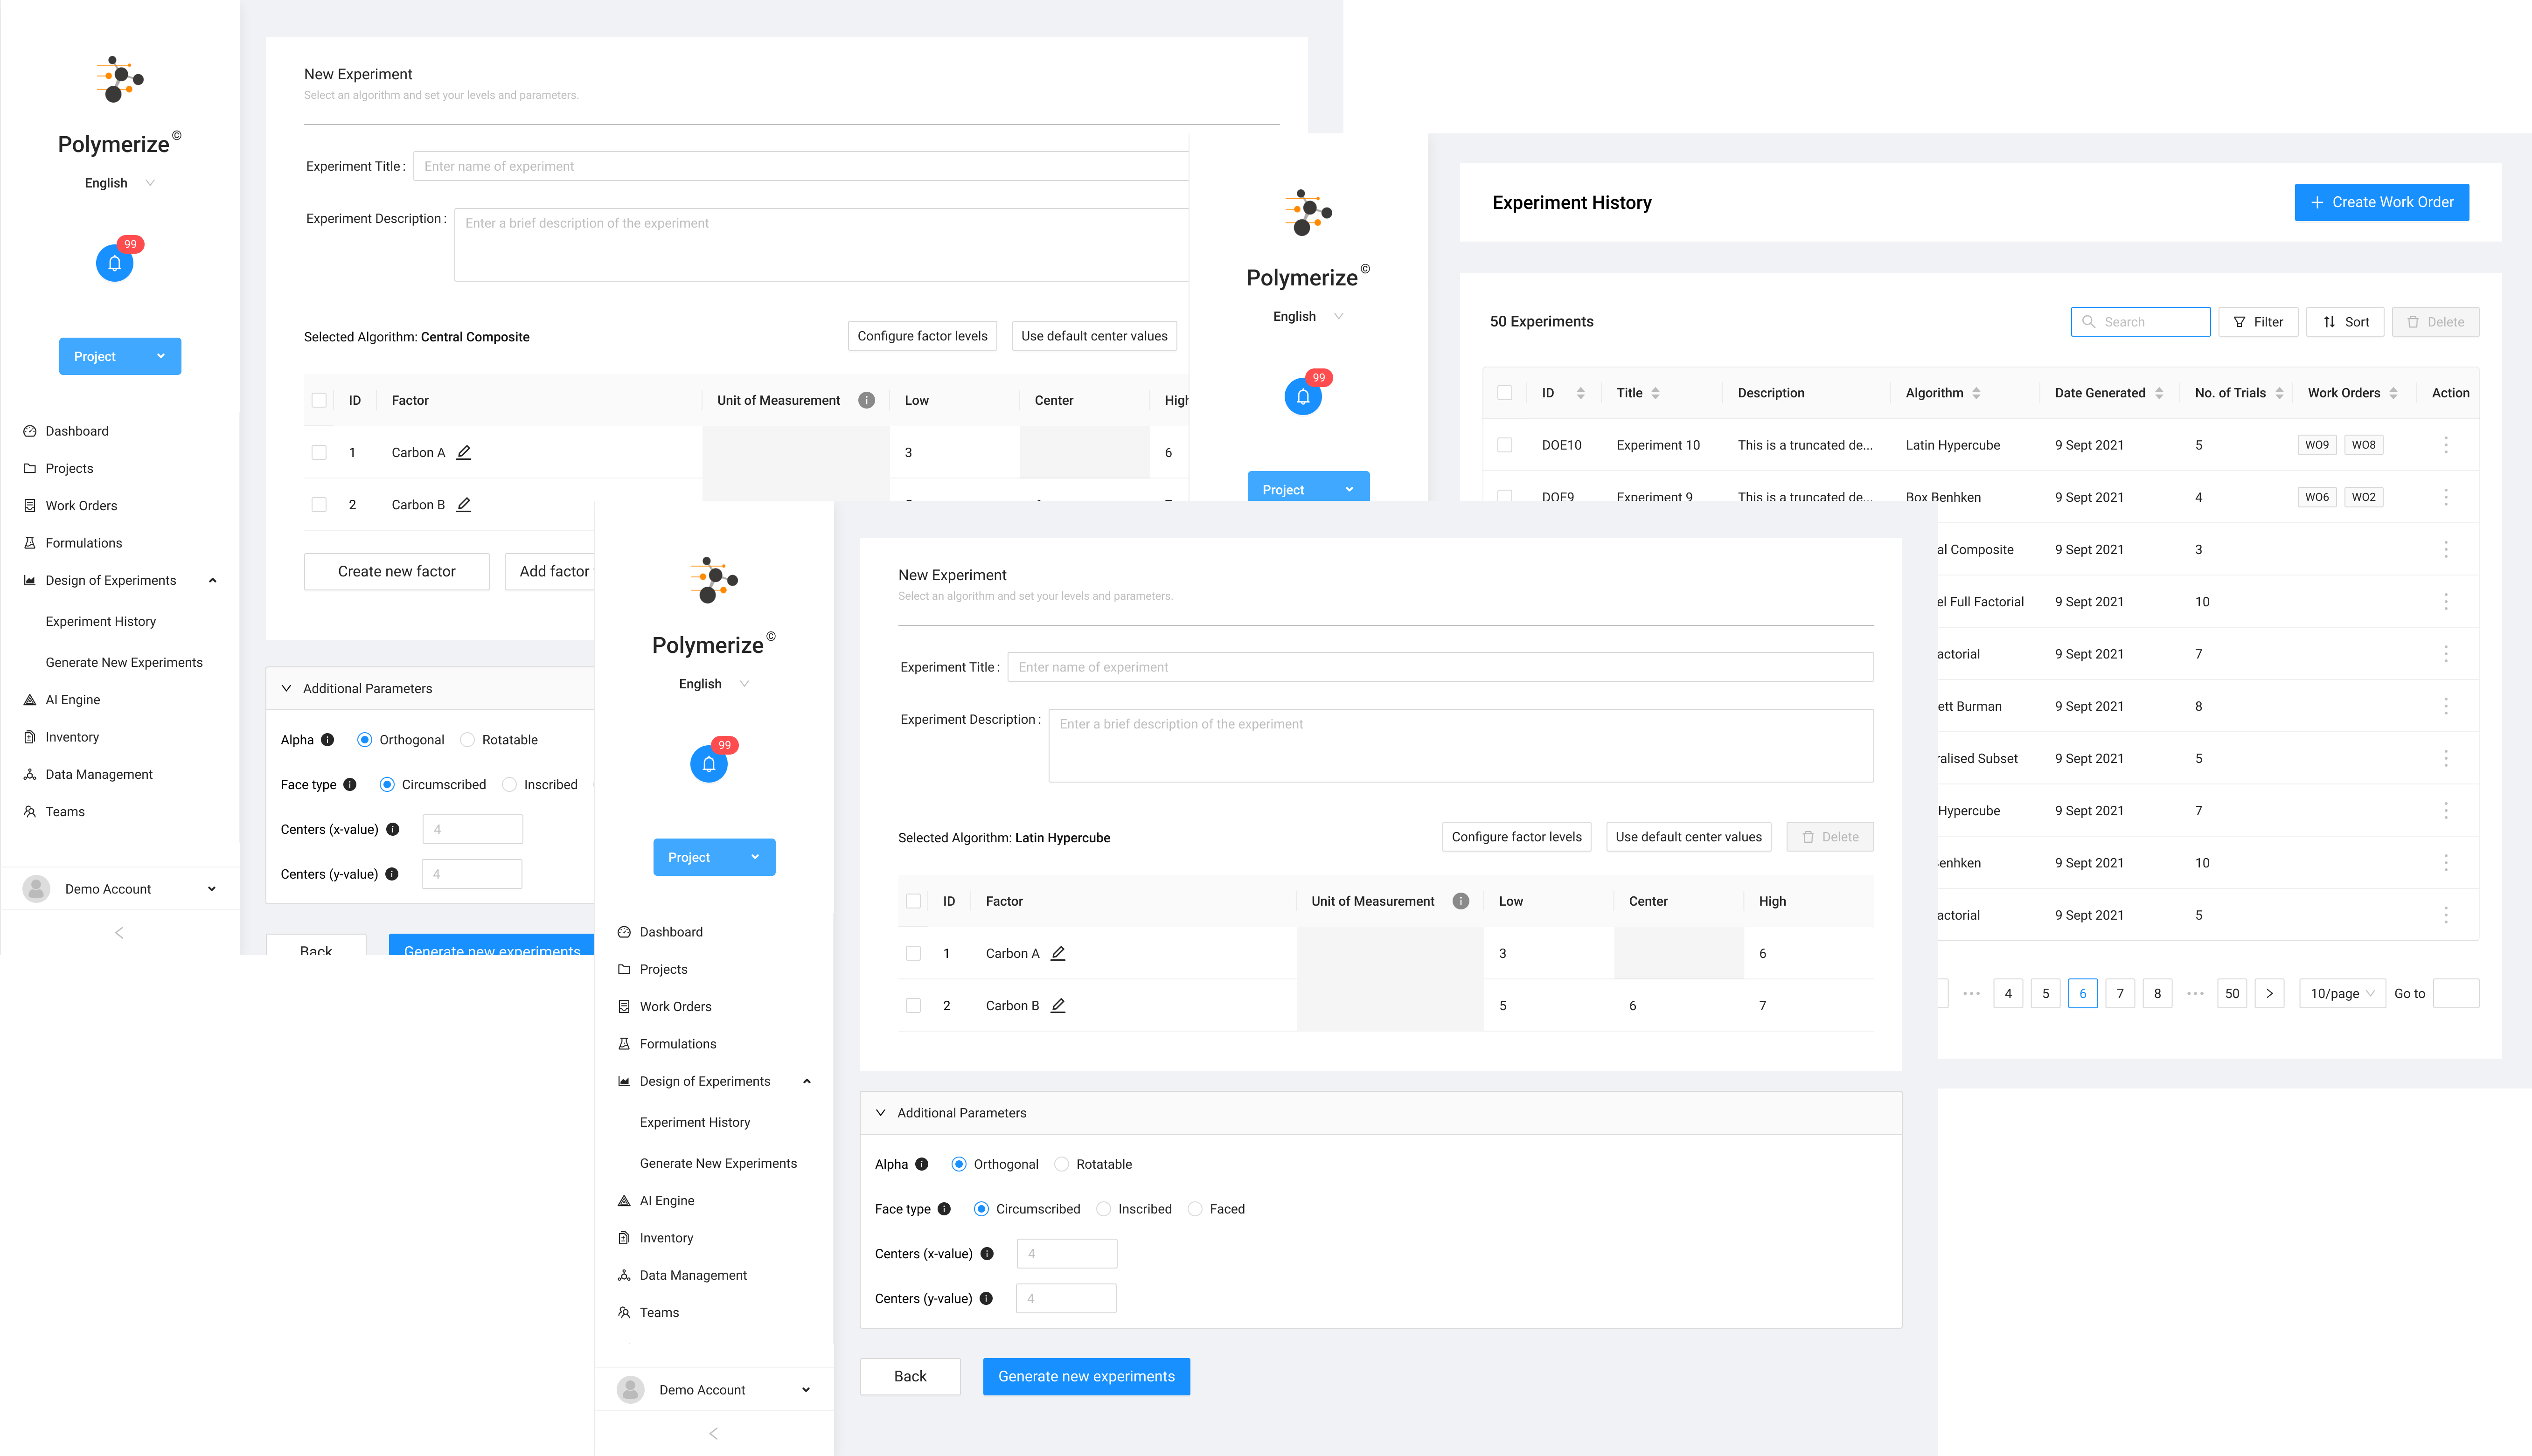 Polymerize ©
English
99
Project
Dashboard
Projects
Work Orders
Formulations
Design of Experiments
Experiment History
Generate New Experiments
AI Engine
Inventory
Data Management
Teams
Demo Account
New Experiment
Select an algorithm and set your levels and parameters.
Experiment Title : Enter name of experiment
Experiment Description : Enter a brief description of the experiment
Selected Algorithm: Central Composite Configure factor levels Use default center values
ID Factor Unit of Measurement Low Center High
1 Carbon A 3 6
2 Carbon B
Create new factor Add factor
Additional Parameters
Alpha Orthogonal Rotatable
Face type Circumscribed Inscribed
Centers (x-value) 4
Centers (y-value) 4
Back Generate new experiments
Polymerize ©
English
99
Project
Experiment History + Create Work Order
50 Experiments Search Filter Sort Delete
ID Title Description Algorithm Date Generated No. of Trials Work Orders Action
DOE10 Experiment 10 This is a truncated de... Latin Hypercube 9 Sept 2021 5 WO9 WO8
DOE9 Experiment 9 This is a truncated de... Box Benhken 9 Sept 2021 4 WO6 WO2
al Composite 9 Sept 2021 3
el Full Factorial 9 Sept 2021 10
actorial 9 Sept 2021 7
ett Burman 9 Sept 2021 8
ralised Subset 9 Sept 2021 5
Hypercube 9 Sept 2021 7
Benhken 9 Sept 2021 10
actorial 9 Sept 2021 5
••• 4 5 6 7 8 ••• 50 > 10/page Go to
Polymerize ©
English
99
Project
Dashboard
Projects
Work Orders
Formulations
Design of Experiments
Experiment History
Generate New Experiments
AI Engine
Inventory
Data Management
Teams
Demo Account
New Experiment
Select an algorithm and set your levels and parameters.
Experiment Title : Enter name of experiment
Experiment Description : Enter a brief description of the experiment
Selected Algorithm: Latin Hypercube Configure factor levels Use default center values Delete
ID Factor Unit of Measurement Low Center High
1 Carbon A 3 6
2 Carbon B 5 6 7
Additional Parameters
Alpha Orthogonal Rotatable
Face type Circumscribed Inscribed Faced
Centers (x-value) 4
Centers (y-value) 4
Back Generate new experiments